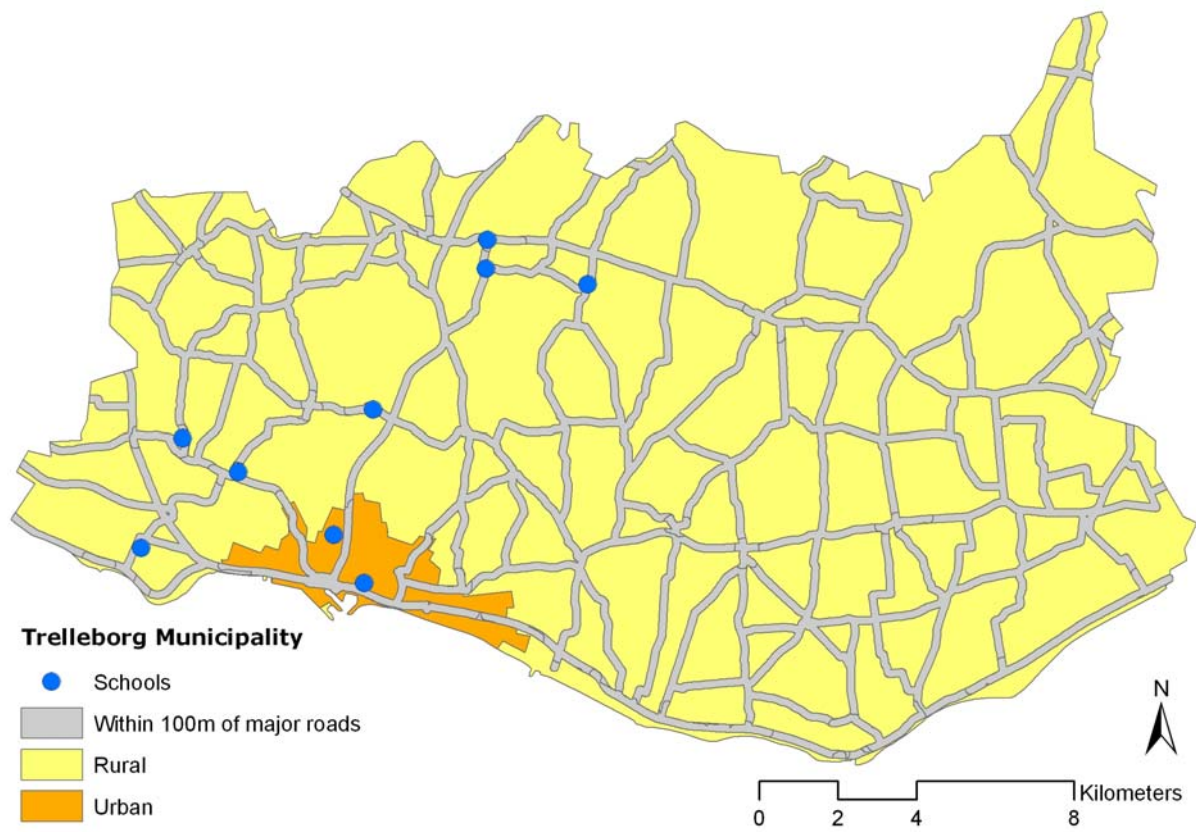 Trelleborg Municipality
Schools
Within 100m of major roads
Rural
Urban
N
Kilometers
0 2 4 8